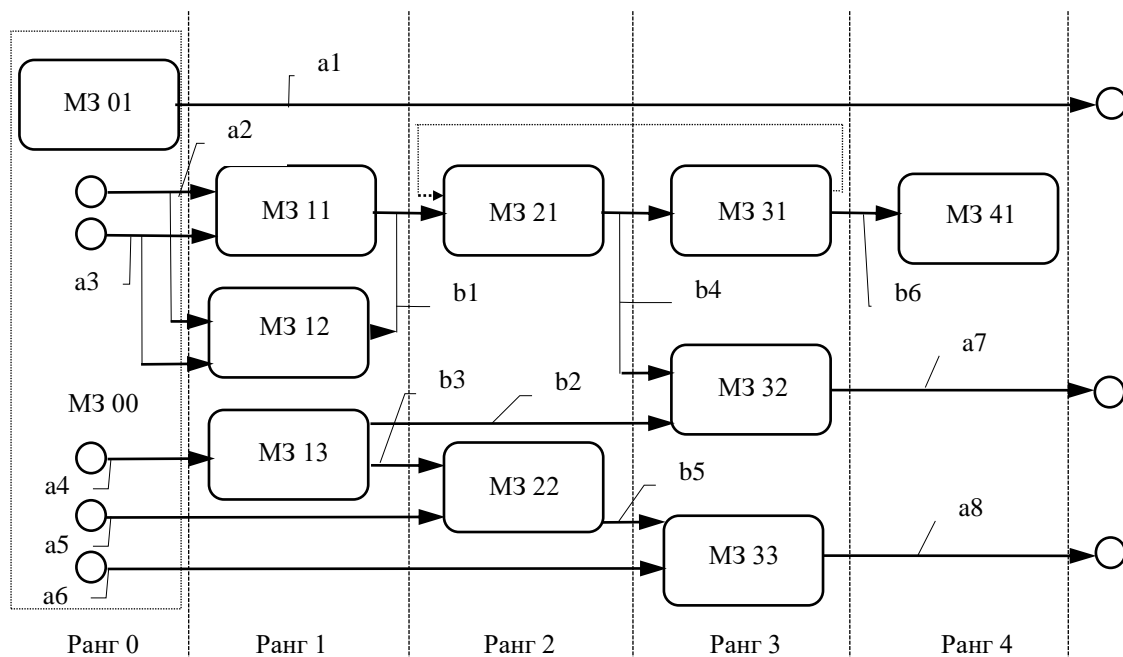 a1
МЗ 01
a2
МЗ 11
МЗ 21
МЗ 31
МЗ 41
a3
b1
b4
b6
МЗ 12
a7
b3
b2
МЗ 32
МЗ 00
МЗ 13
a4
МЗ 22
b5
a5
a8
МЗ 33
a6
Ранг 0
Ранг 1
Ранг 2
Ранг 3
Ранг 4